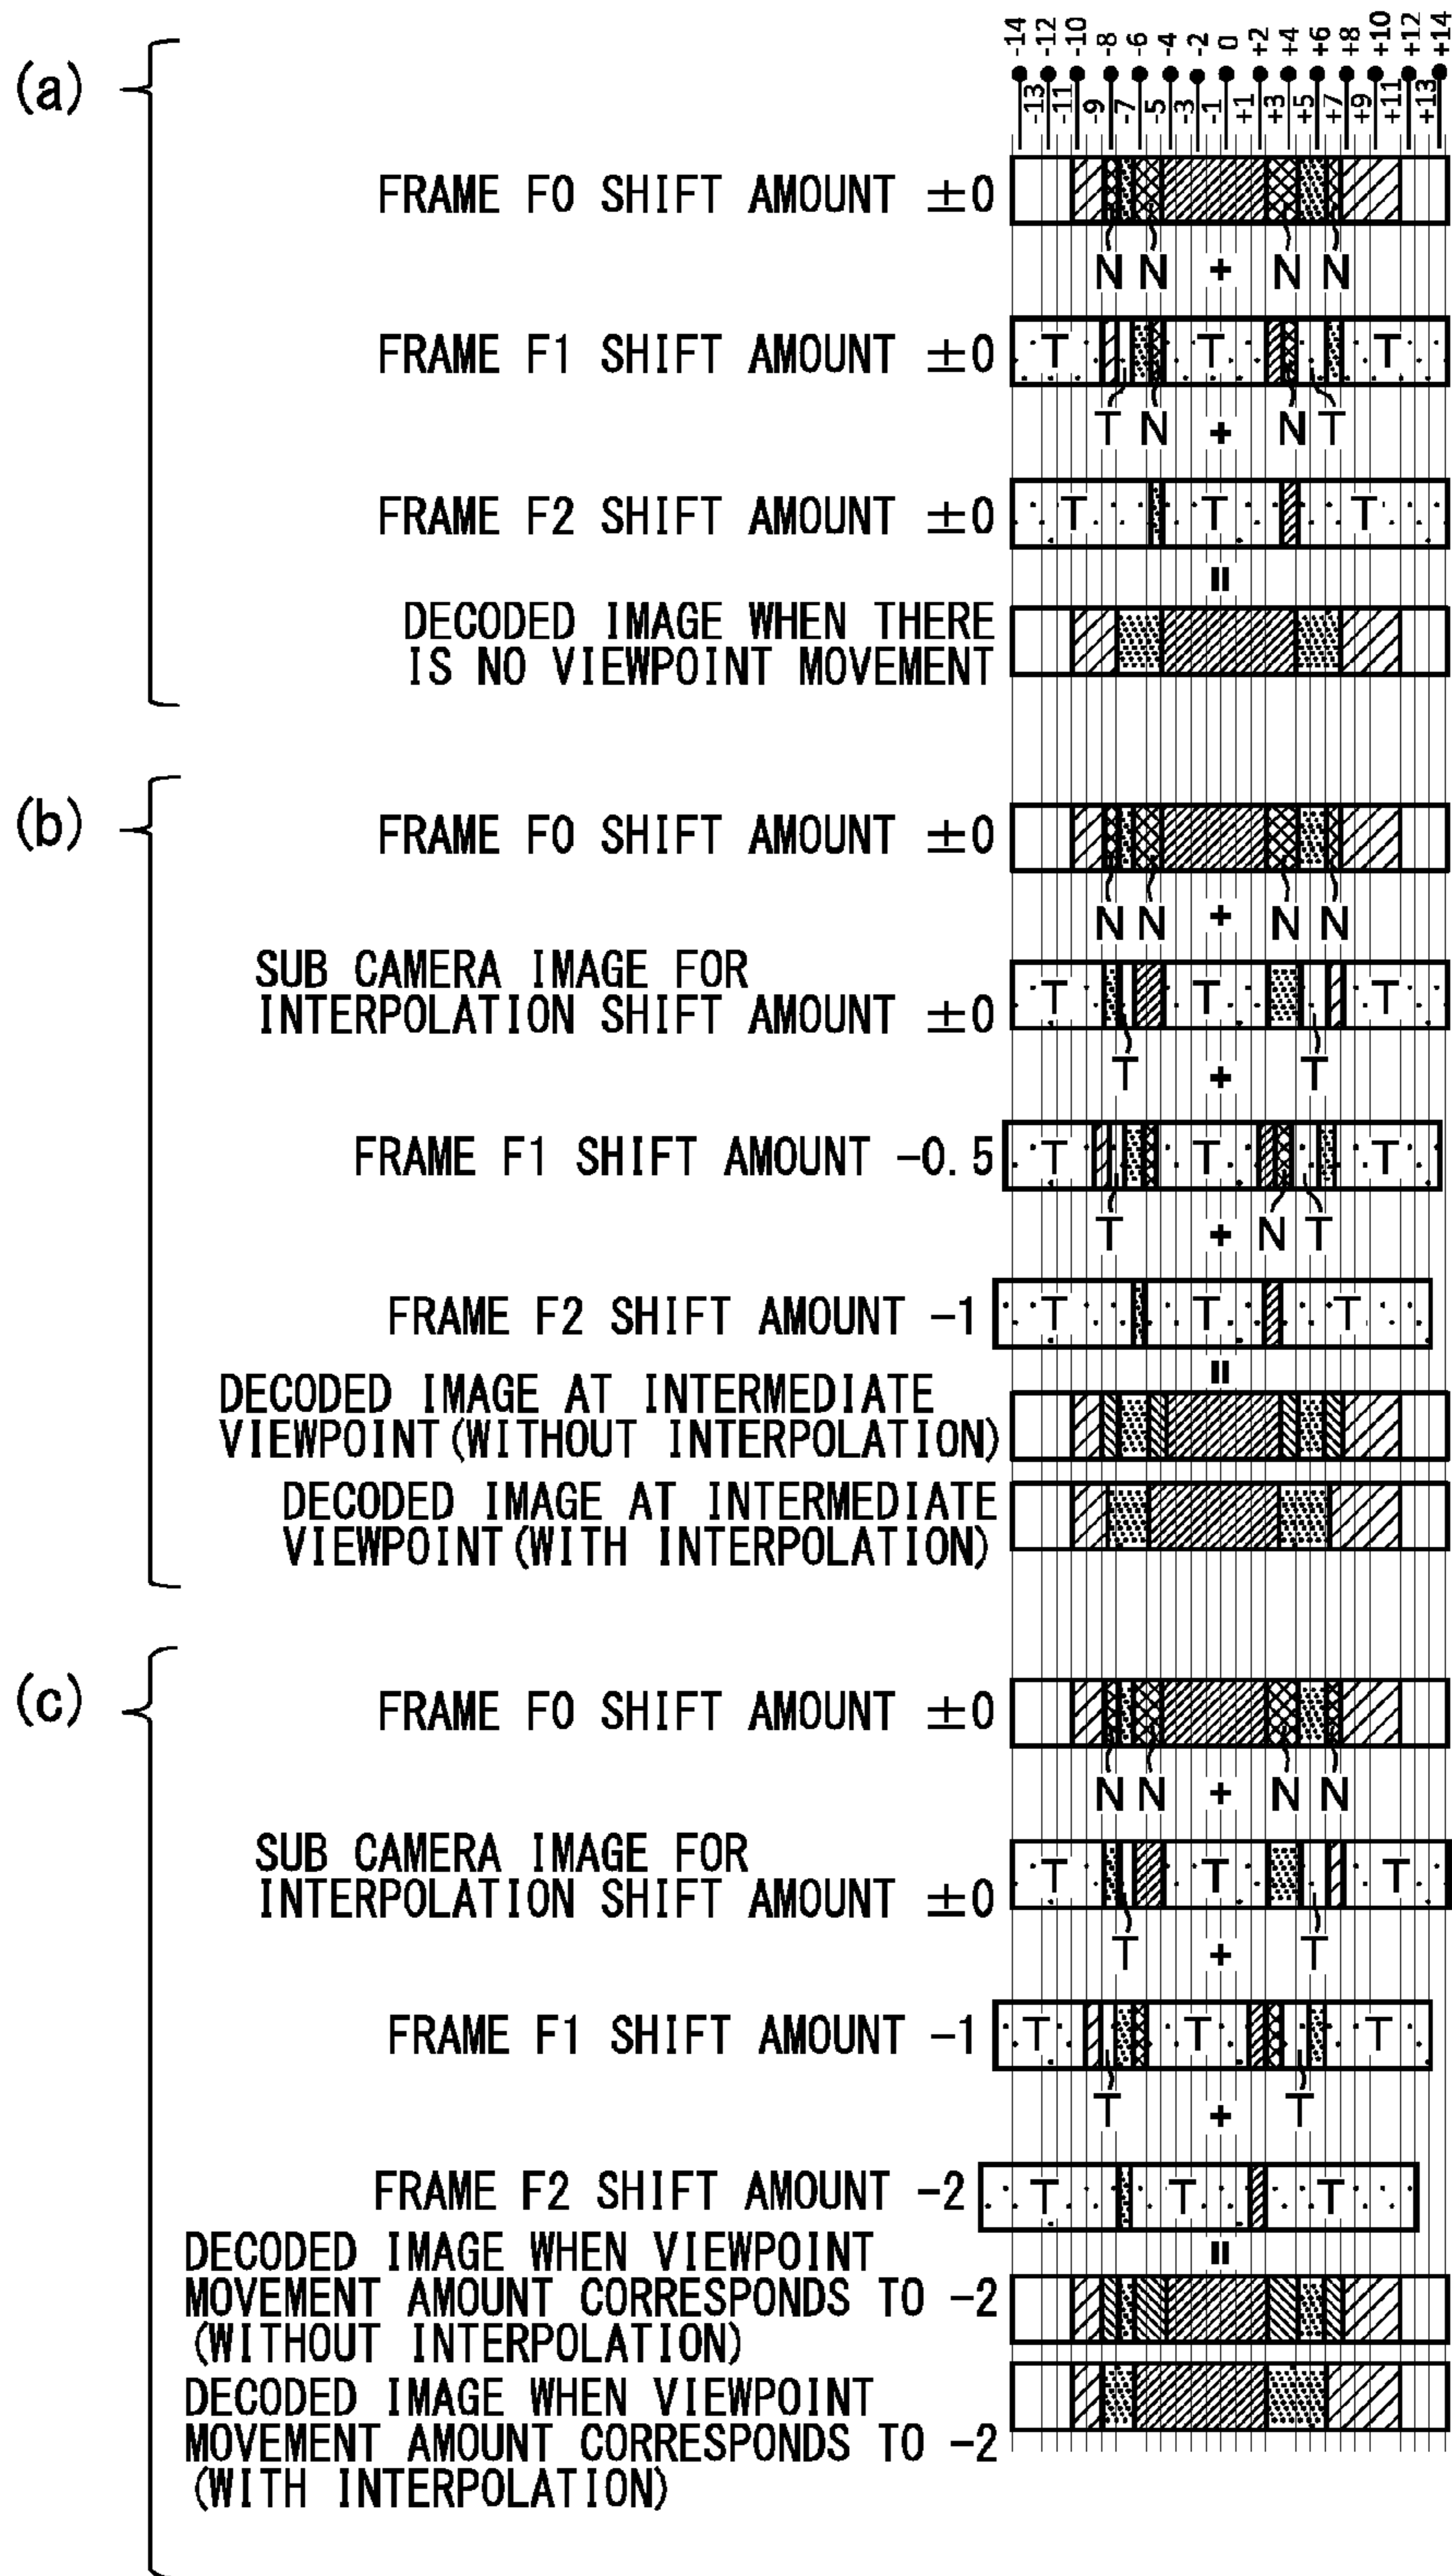 (a)
-14 -12 -10 -8 -6 -4 -2 0 +2 +4 +6 +8 +10 +12 +14
-13 -11 -9 -7 -5 -3 -1 +1 +3 +5 +7 +9 +11 +13
FRAME F0 SHIFT AMOUNT ±0
N N + N N
FRAME F1 SHIFT AMOUNT ±0 T T T
T N + N T
FRAME F2 SHIFT AMOUNT ±0 T T T
=
DECODED IMAGE WHEN THERE
IS NO VIEWPOINT MOVEMENT
(b)
FRAME F0 SHIFT AMOUNT ±0
N N + N N
SUB CAMERA IMAGE FOR
INTERPOLATION SHIFT AMOUNT ±0 T T T
T + T
FRAME F1 SHIFT AMOUNT -0.5 T T T
T + N T
FRAME F2 SHIFT AMOUNT -1 T T T
=
DECODED IMAGE AT INTERMEDIATE
VIEWPOINT(WITHOUT INTERPOLATION)
DECODED IMAGE AT INTERMEDIATE
VIEWPOINT(WITH INTERPOLATION)
(c)
FRAME F0 SHIFT AMOUNT ±0
N N + N N
SUB CAMERA IMAGE FOR
INTERPOLATION SHIFT AMOUNT ±0 T T T
T + T
FRAME F1 SHIFT AMOUNT -1 T T T
T + T
FRAME F2 SHIFT AMOUNT -2 T T T
=
DECODED IMAGE WHEN VIEWPOINT
MOVEMENT AMOUNT CORRESPONDS TO -2
(WITHOUT INTERPOLATION)
DECODED IMAGE WHEN VIEWPOINT
MOVEMENT AMOUNT CORRESPONDS TO -2
(WITH INTERPOLATION)